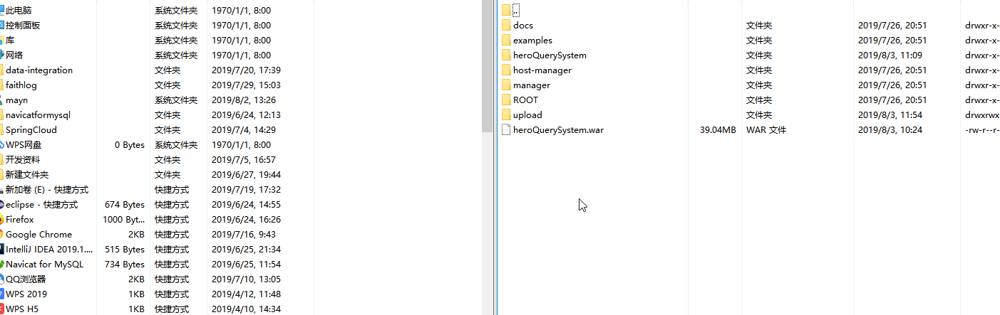 此电脑 系统文件夹 1970/1/1, 8:00
控制面板 系统文件夹 1970/1/1, 8:00
库 系统文件夹 1970/1/1, 8:00
网络 系统文件夹 1970/1/1, 8:00
data-integration 文件夹 2019/7/20, 17:39
faithlog 文件夹 2019/7/29, 15:03
mayn 系统文件夹 2019/8/2, 13:26
navicatformysql 文件夹 2019/6/24, 12:13
SpringCloud 文件夹 2019/7/4, 14:29
WPS网盘 0 Bytes 系统文件夹 1970/1/1, 8:00
开发资料 文件夹 2019/7/5, 16:57
新建文件夹 文件夹 2019/6/27, 19:44
新加卷 (E) - 快捷方式 快捷方式 2019/7/19, 17:32
eclipse - 快捷方式 674 Bytes 快捷方式 2019/6/24, 14:55
Firefox 1000 Byt... 快捷方式 2019/6/24, 16:26
Google Chrome 2KB 快捷方式 2019/7/16, 9:43
IntelliJ IDEA 2019.1.... 515 Bytes 快捷方式 2019/6/25, 21:34
Navicat for MySQL 734 Bytes 快捷方式 2019/6/25, 11:54
QQ浏览器 2KB 快捷方式 2019/7/10, 13:05
WPS 2019 1KB 快捷方式 2019/4/12, 11:48
WPS H5 1KB 快捷方式 2019/4/10, 14:34
..
docs 文件夹 2019/7/26, 20:51 drwxr-x-
examples 文件夹 2019/7/26, 20:51 drwxr-x-
heroQuerySystem 文件夹 2019/8/3, 11:09 drwxr-x-
host-manager 文件夹 2019/7/26, 20:51 drwxr-x-
manager 文件夹 2019/7/26, 20:51 drwxr-x-
ROOT 文件夹 2019/7/26, 20:51 drwxr-x-
upload 文件夹 2019/8/3, 11:54 drwxrwx
heroQuerySystem.war 39.04MB WAR 文件 2019/8/3, 10:24 -rw-r--r-